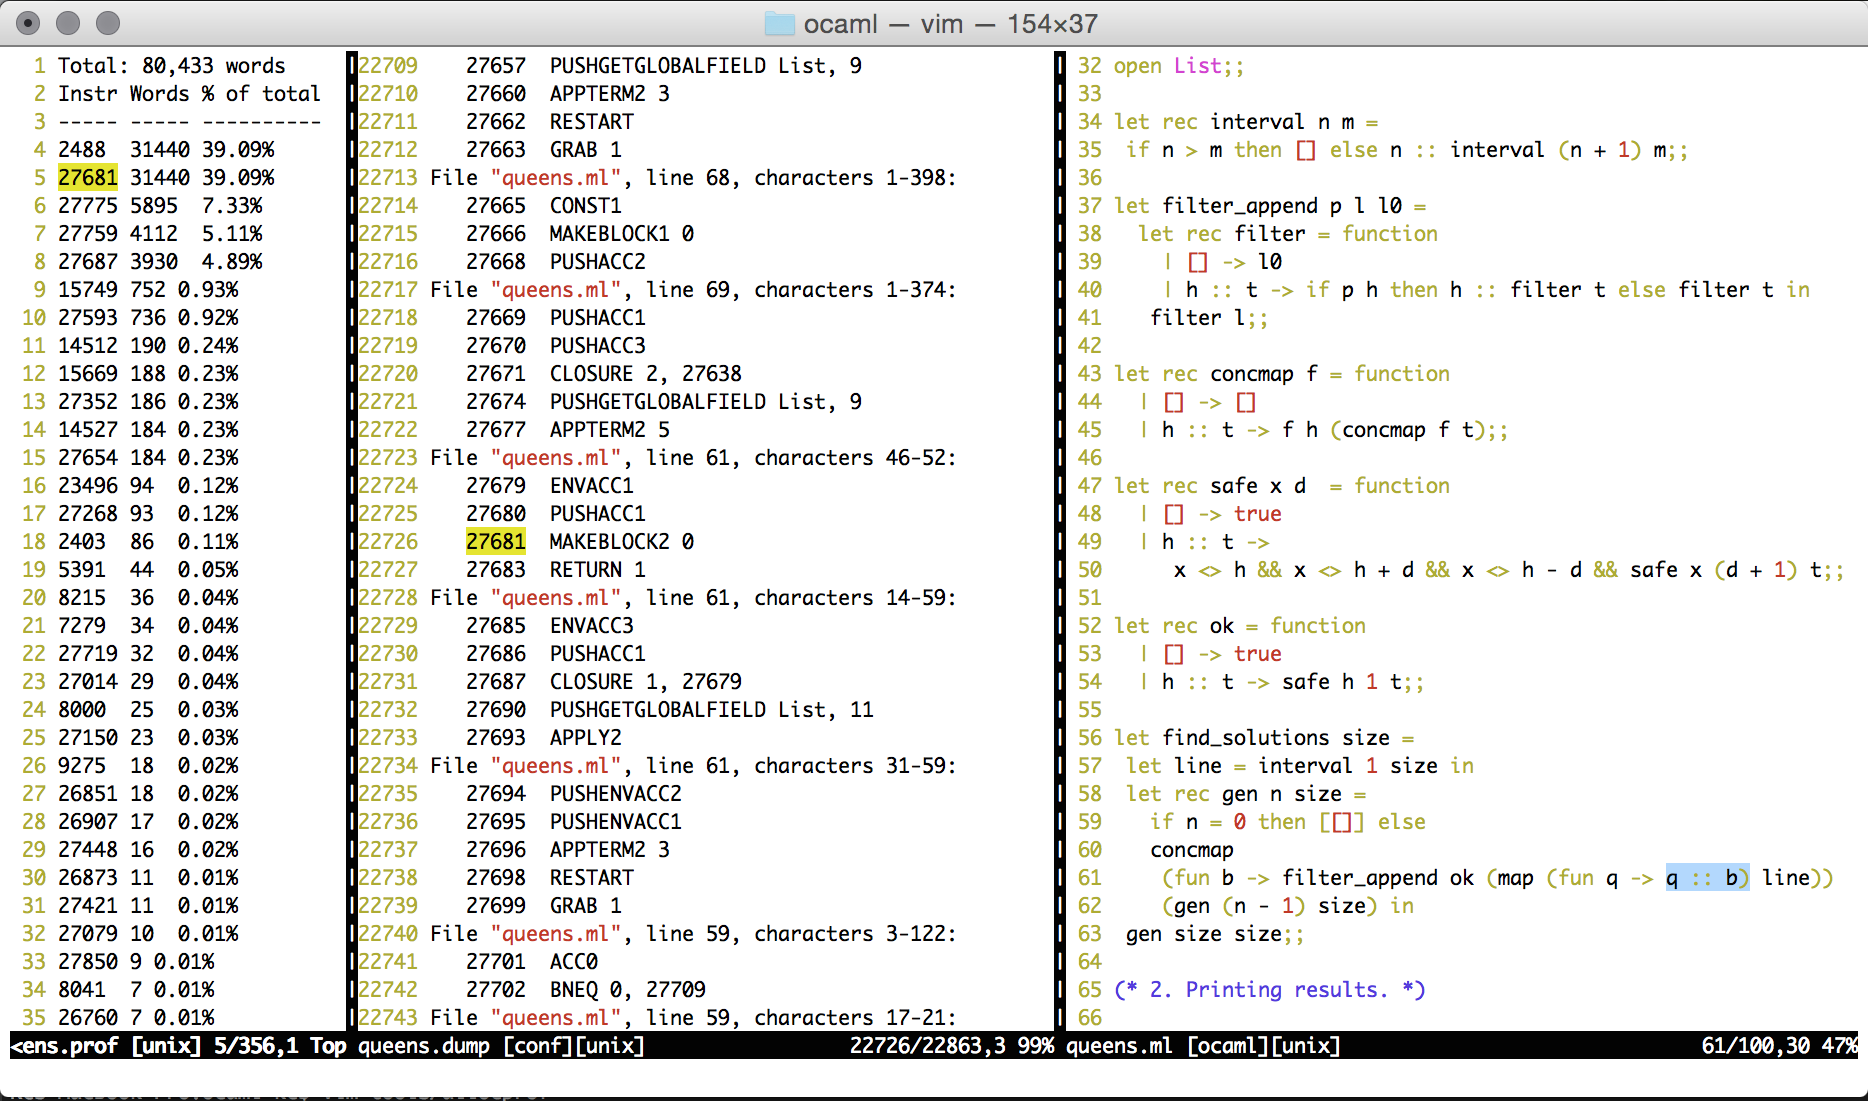 ocaml — vim — 154×37
1 Total: 80,433 words
2 Instr Words % of total
3 ----- ----- ----------
4 2488  31440 39.09%
5 27681 31440 39.09%
6 27775 5895  7.33%
7 27759 4112  5.11%
8 27687 3930  4.89%
9 15749 752 0.93%
10 27593 736 0.92%
11 14512 190 0.24%
12 15669 188 0.23%
13 27352 186 0.23%
14 14527 184 0.23%
15 27654 184 0.23%
16 23496 94  0.12%
17 27268 93  0.12%
18 2403  86  0.11%
19 5391  44  0.05%
20 8215  36  0.04%
21 7279  34  0.04%
22 27719 32  0.04%
23 27014 29  0.04%
24 8000  25  0.03%
25 27150 23  0.03%
26 9275  18  0.02%
27 26851 18  0.02%
28 26907 17  0.02%
29 27448 16  0.02%
30 26873 11  0.01%
31 27421 11  0.01%
32 27079 10  0.01%
33 27850 9 0.01%
34 8041  7 0.01%
35 26760 7 0.01%
<ens.prof [unix] 5/356,1 Top
22709    27657  PUSHGETGLOBALFIELD List, 9
22710    27660  APPTERM2 3
22711    27662  RESTART
22712    27663  GRAB 1
22713 File "queens.ml", line 68, characters 1-398:
22714    27665  CONST1
22715    27666  MAKEBLOCK1 0
22716    27668  PUSHACC2
22717 File "queens.ml", line 69, characters 1-374:
22718    27669  PUSHACC1
22719    27670  PUSHACC3
22720    27671  CLOSURE 2, 27638
22721    27674  PUSHGETGLOBALFIELD List, 9
22722    27677  APPTERM2 5
22723 File "queens.ml", line 61, characters 46-52:
22724    27679  ENVACC1
22725    27680  PUSHACC1
22726    27681  MAKEBLOCK2 0
22727    27683  RETURN 1
22728 File "queens.ml", line 61, characters 14-59:
22729    27685  ENVACC3
22730    27686  PUSHACC1
22731    27687  CLOSURE 1, 27679
22732    27690  PUSHGETGLOBALFIELD List, 11
22733    27693  APPLY2
22734 File "queens.ml", line 61, characters 31-59:
22735    27694  PUSHENVACC2
22736    27695  PUSHENVACC1
22737    27696  APPTERM2 3
22738    27698  RESTART
22739    27699  GRAB 1
22740 File "queens.ml", line 59, characters 3-122:
22741    27701  ACC0
22742    27702  BNEQ 0, 27709
22743 File "queens.ml", line 59, characters 17-21:
queens.dump [conf][unix] 22726/22863,3 99%
32 open List;;
33
34 let rec interval n m =
35  if n > m then [] else n :: interval (n + 1) m;;
36
37 let filter_append p l l0 =
38   let rec filter = function
39     | [] -> l0
40     | h :: t -> if p h then h :: filter t else filter t in
41    filter l;;
42
43 let rec concmap f = function
44   | [] -> []
45   | h :: t -> f h (concmap f t);;
46
47 let rec safe x d  = function
48   | [] -> true
49   | h :: t ->
50      x <> h && x <> h + d && x <> h - d && safe x (d + 1) t;;
51
52 let rec ok = function
53   | [] -> true
54   | h :: t -> safe h 1 t;;
55
56 let find_solutions size =
57  let line = interval 1 size in
58  let rec gen n size =
59    if n = 0 then [[]] else
60    concmap
61     (fun b -> filter_append ok (map (fun q -> q :: b) line))
62     (gen (n - 1) size) in
63  gen size size;;
64
65 (* 2. Printing results. *)
66
queens.ml [ocaml][unix] 61/100,30 47%